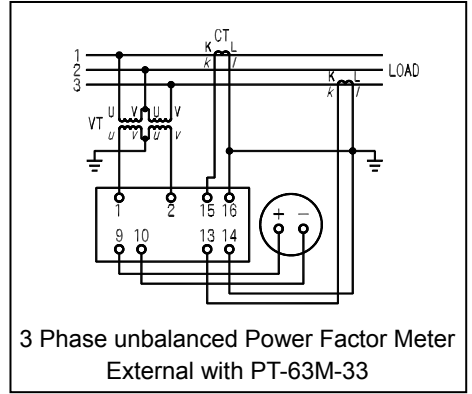 CT
K L
1
k l
2
LOAD
3
K L
k l
U V U V
VT
u v u v
1 2 15 16
+ −
9 10 13 14
3 Phase unbalanced Power Factor Meter
External with PT-63M-33